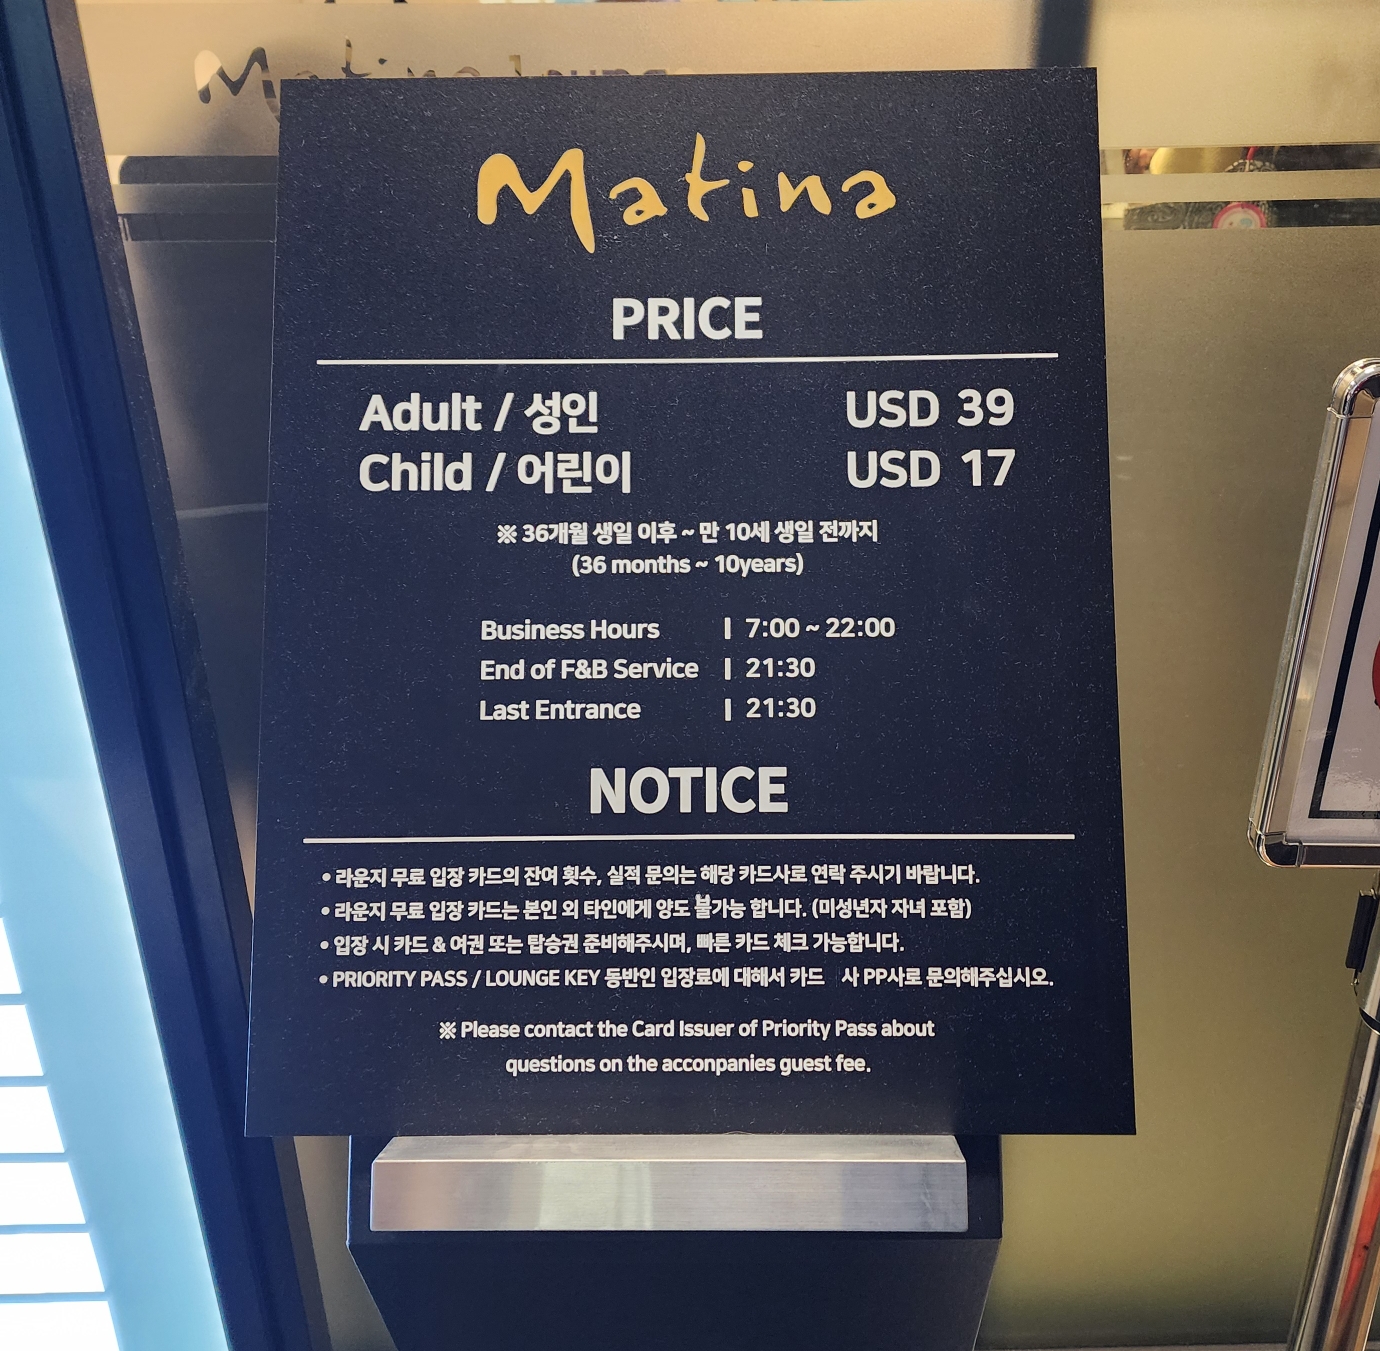 Matina Lounge
Matina
PRICE
Adult / 성인 USD 39
Child / 어린이 USD 17
※ 36개월 생일 이후 ~ 만 10세 생일 전까지
(36 months ~ 10years)
Business Hours | 7:00 ~ 22:00
End of F&B Service | 21:30
Last Entrance | 21:30
NOTICE
• 라운지 무료 입장 카드의 잔여 횟수, 실적 문의는 해당 카드사로 연락 주시기 바랍니다.
• 라운지 무료 입장 카드는 본인 외 타인에게 양도 불가능 합니다. (미성년자 자녀 포함)
• 입장 시 카드 & 여권 또는 탑승권 준비해주시며, 빠른 카드 체크 가능합니다.
• PRIORITY PASS / LOUNGE KEY 동반인 입장료에 대해서 카드 사 PP사로 문의해주십시오.
※ Please contact the Card Issuer of Priority Pass about
questions on the acconpanies guest fee.